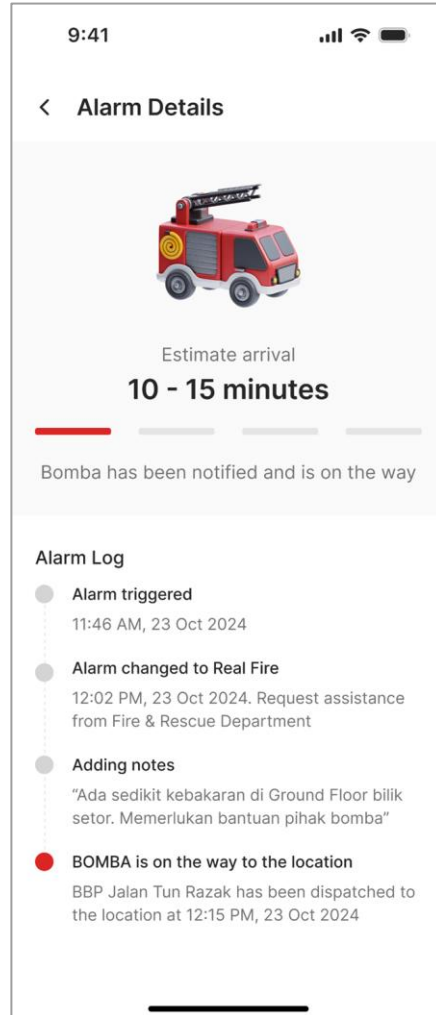 9:41
Alarm Details
Estimate arrival
10 - 15 minutes
Bomba has been notified and is on the way
Alarm Log
Alarm triggered
11:46 AM, 23 Oct 2024
Alarm changed to Real Fire
12:02 PM, 23 Oct 2024. Request assistance
from Fire & Rescue Department
Adding notes
“Ada sedikit kebakaran di Ground Floor bilik
setor. Memerlukan bantuan pihak bomba”
BOMBA is on the way to the location
BBP Jalan Tun Razak has been dispatched to
the location at 12:15 PM, 23 Oct 2024